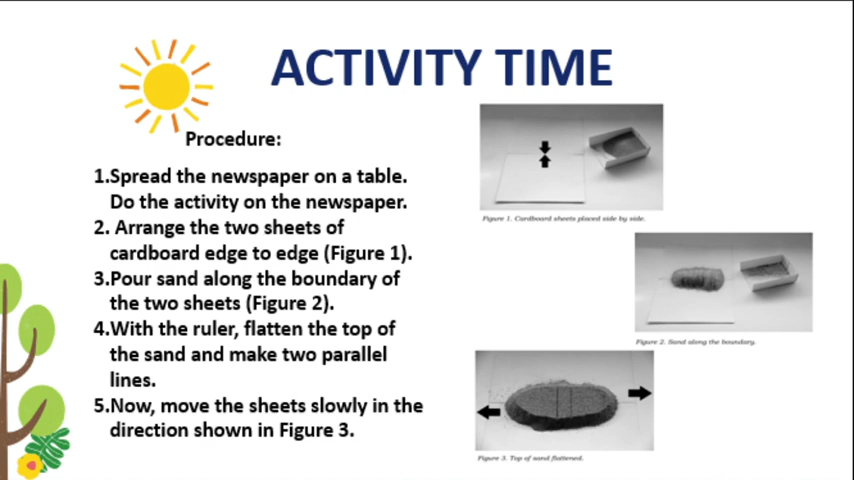 ACTIVITY TIME
Procedure:
1.Spread the newspaper on a table.
Do the activity on the newspaper.
2. Arrange the two sheets of
cardboard edge to edge (Figure 1).
3.Pour sand along the boundary of
the two sheets (Figure 2).
4.With the ruler, flatten the top of
the sand and make two parallel
lines.
5.Now, move the sheets slowly in the
direction shown in Figure 3.
Figure 1. Cardboard sheets placed side by side.
Figure 2. Sand along the boundary.
Figure 3. Top of sand flattened.